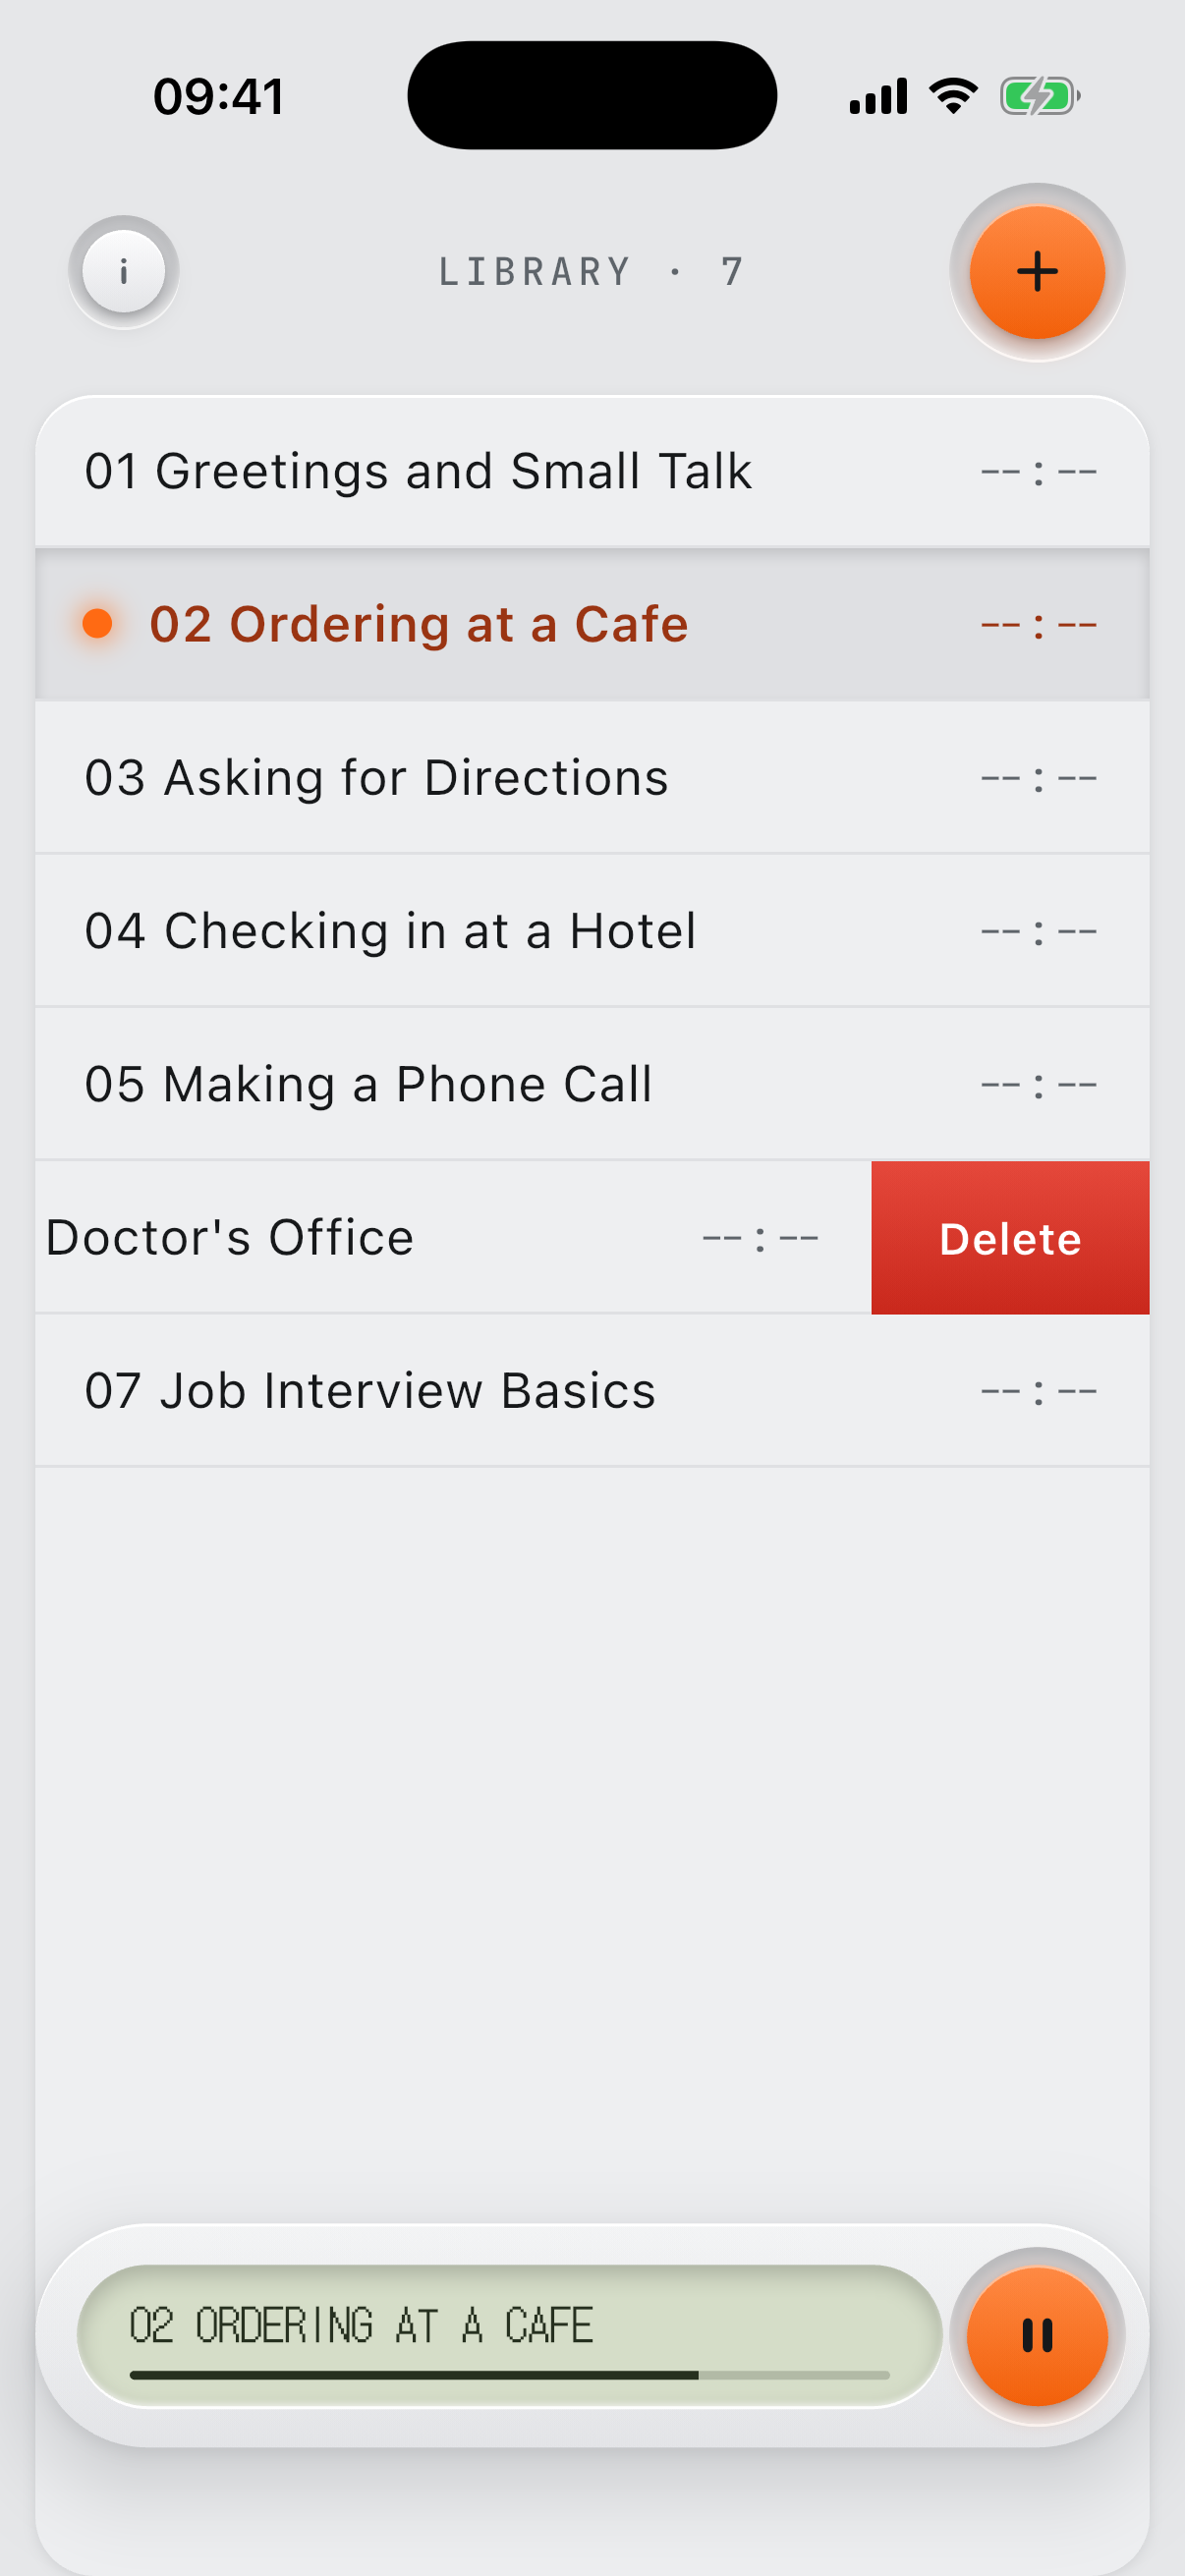 09:41
LIBRARY · 7
01 Greetings and Small Talk --:--
02 Ordering at a Cafe --:--
03 Asking for Directions --:--
04 Checking in at a Hotel --:--
05 Making a Phone Call --:--
Doctor's Office --:-- Delete
07 Job Interview Basics --:--
02 ORDERING AT A CAFE